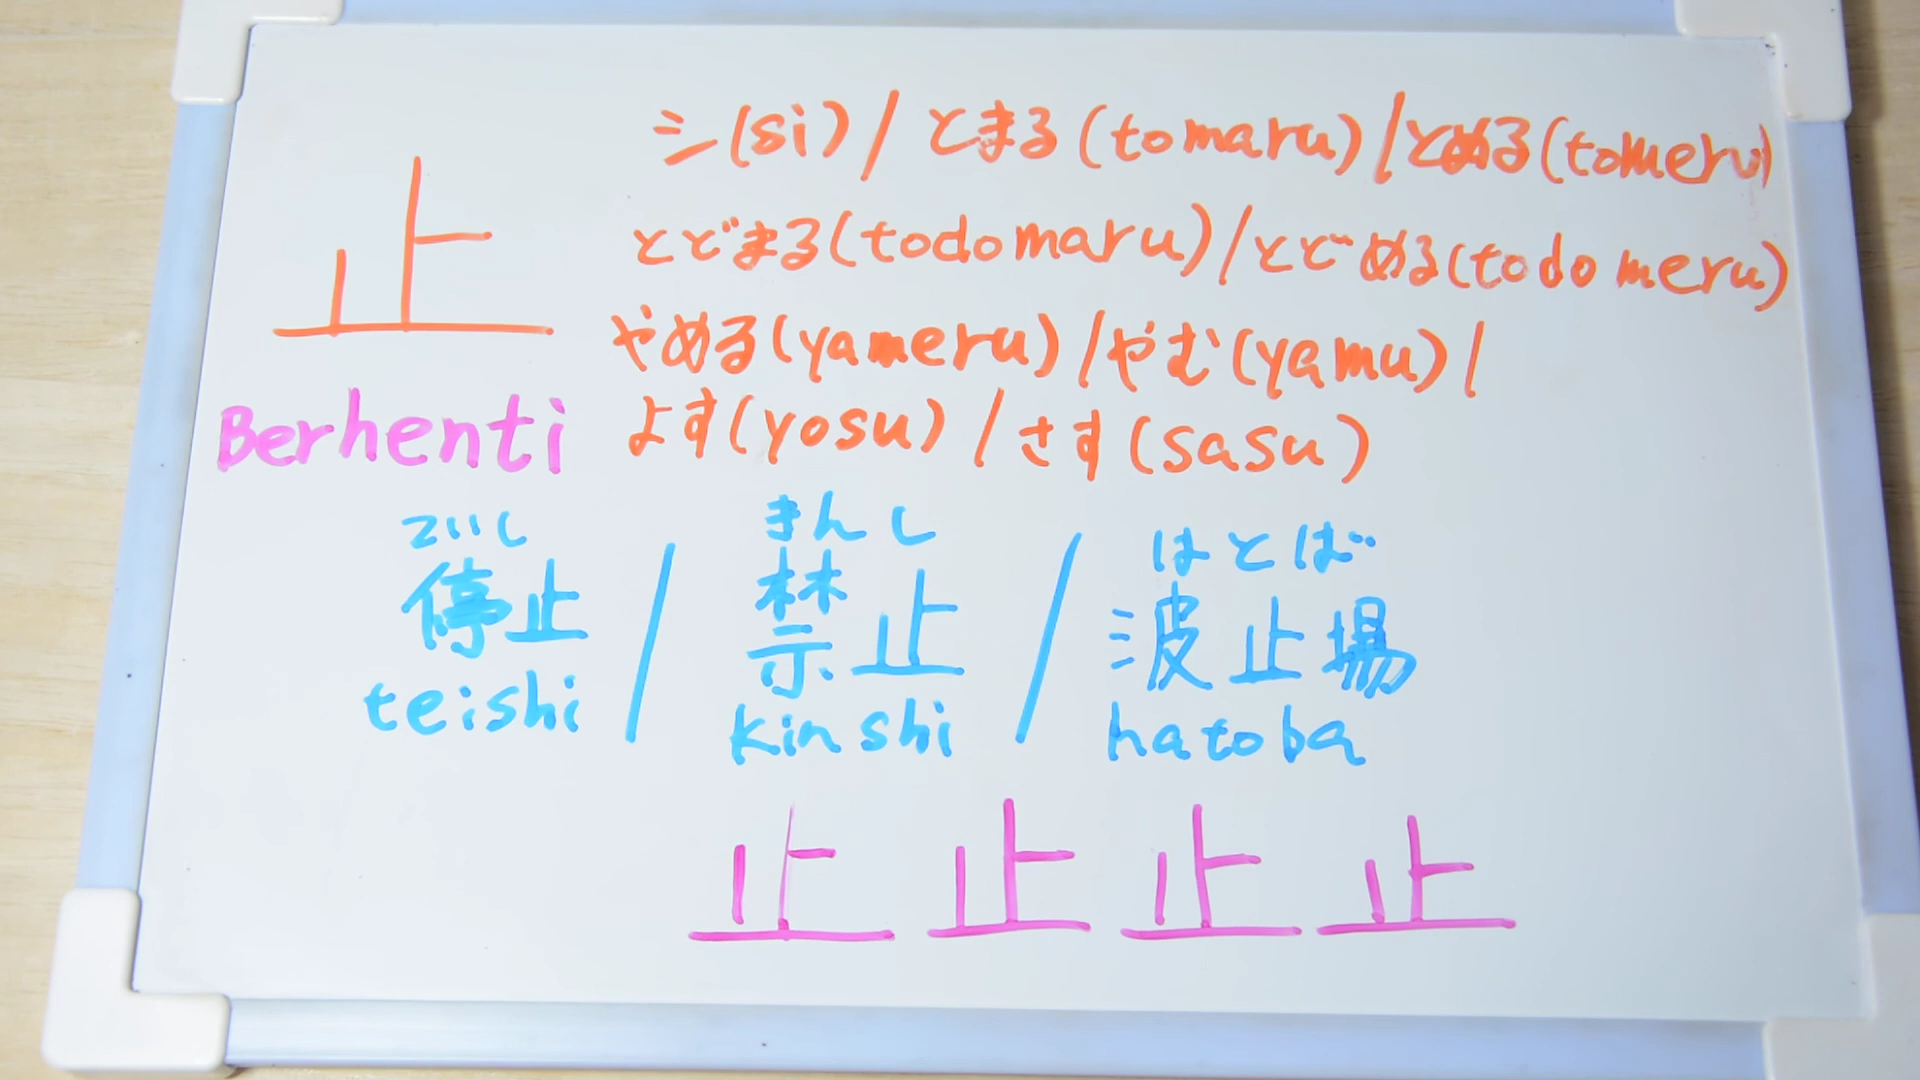 止
シ(si)/とまる(tomaru)/とめる(tomeru)
とどまる(todomaru)/とどめる(todomeru)
やめる(yameru)/やむ(yamu)/
よす(yosu)/さす(sasu)
Berhenti
ていし / きんし / はとば
停止 / 禁止 / 波止場
teishi / kinshi / hatoba
止 止 止 止